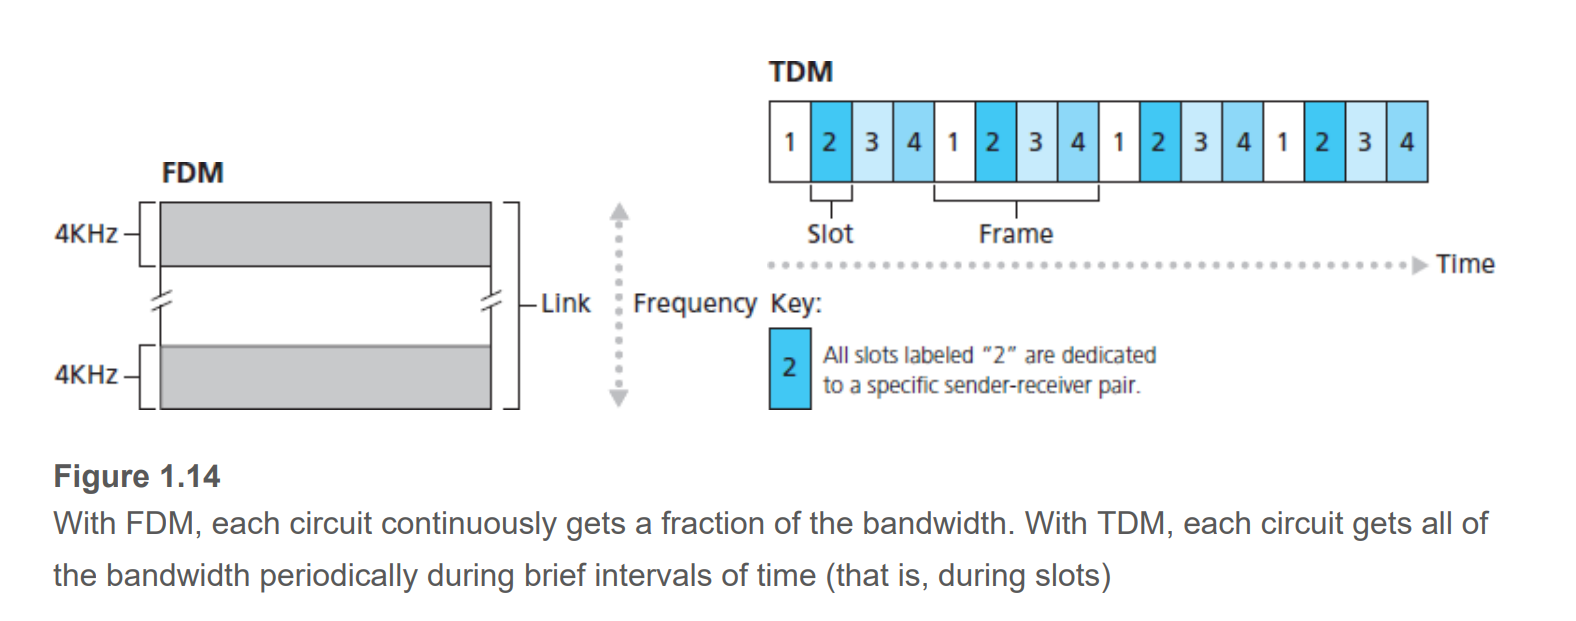 FDM
4KHz
4KHz
Link
Frequency
TDM
1 2 3 4 1 2 3 4 1 2 3 4 1 2 3 4
Slot
Frame
Time
Key:
2
All slots labeled “2” are dedicated
to a specific sender-receiver pair.
Figure 1.14
With FDM, each circuit continuously gets a fraction of the bandwidth. With TDM, each circuit gets all of
the bandwidth periodically during brief intervals of time (that is, during slots)